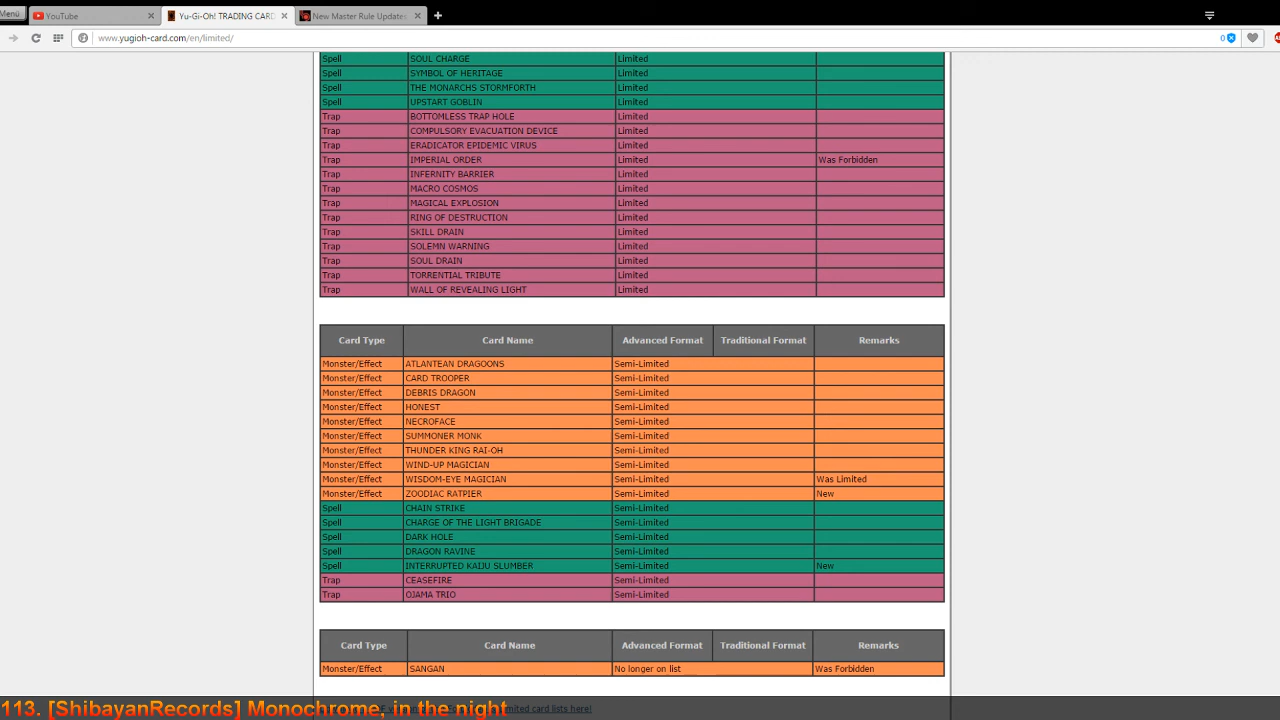 Menü
YouTube
Yu-Gi-Oh! TRADING CARD
New Master Rule Update
www.yugioh-card.com/en/limited/
0
Spell SOUL CHARGE Limited
Spell SYMBOL OF HERITAGE Limited
Spell THE MONARCHS STORMFORTH Limited
Spell UPSTART GOBLIN Limited
Trap BOTTOMLESS TRAP HOLE Limited
Trap COMPULSORY EVACUATION DEVICE Limited
Trap ERADICATOR EPIDEMIC VIRUS Limited
Trap IMPERIAL ORDER Limited Was Forbidden
Trap INFERNITY BARRIER Limited
Trap MACRO COSMOS Limited
Trap MAGICAL EXPLOSION Limited
Trap RING OF DESTRUCTION Limited
Trap SKILL DRAIN Limited
Trap SOLEMN WARNING Limited
Trap SOUL DRAIN Limited
Trap TORRENTIAL TRIBUTE Limited
Trap WALL OF REVEALING LIGHT Limited
Card Type Card Name Advanced Format Traditional Format Remarks
Monster/Effect ATLANTEAN DRAGOONS Semi-Limited
Monster/Effect CARD TROOPER Semi-Limited
Monster/Effect DEBRIS DRAGON Semi-Limited
Monster/Effect HONEST Semi-Limited
Monster/Effect NECROFACE Semi-Limited
Monster/Effect SUMMONER MONK Semi-Limited
Monster/Effect THUNDER KING RAI-OH Semi-Limited
Monster/Effect WIND-UP MAGICIAN Semi-Limited
Monster/Effect WISDOM-EYE MAGICIAN Semi-Limited Was Limited
Monster/Effect ZOODIAC RATPIER Semi-Limited New
Spell CHAIN STRIKE Semi-Limited
Spell CHARGE OF THE LIGHT BRIGADE Semi-Limited
Spell DARK HOLE Semi-Limited
Spell DRAGON RAVINE Semi-Limited
Spell INTERRUPTED KAIJU SLUMBER Semi-Limited New
Trap CEASEFIRE Semi-Limited
Trap OJAMA TRIO Semi-Limited
Card Type Card Name Advanced Format Traditional Format Remarks
Monster/Effect SANGAN No longer on list Was Forbidden
113. [ShibayanRecords] Monochrome, in the night
card lists here!